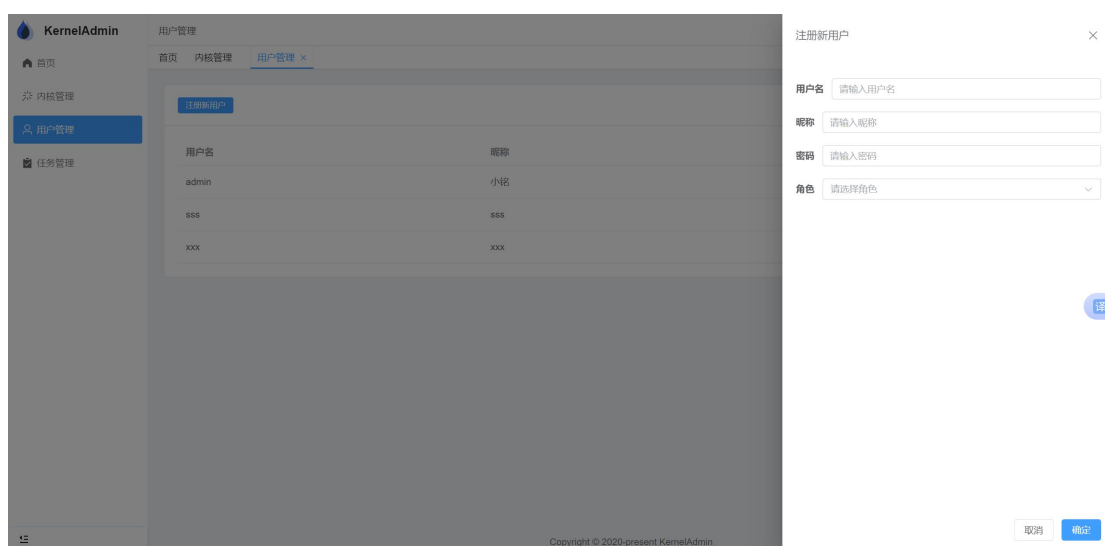 KernelAdmin
首页
内核管理
用户管理
任务管理
用户管理
首页 内核管理 用户管理 ×
注册新用户
用户名 昵称
admin 小铭
sss sss
xxx xxx
Copyright © 2020-present KernelAdmin
注册新用户
用户名 请输入用户名
昵称 请输入昵称
密码 请输入密码
角色 请选择角色
译
取消 确定